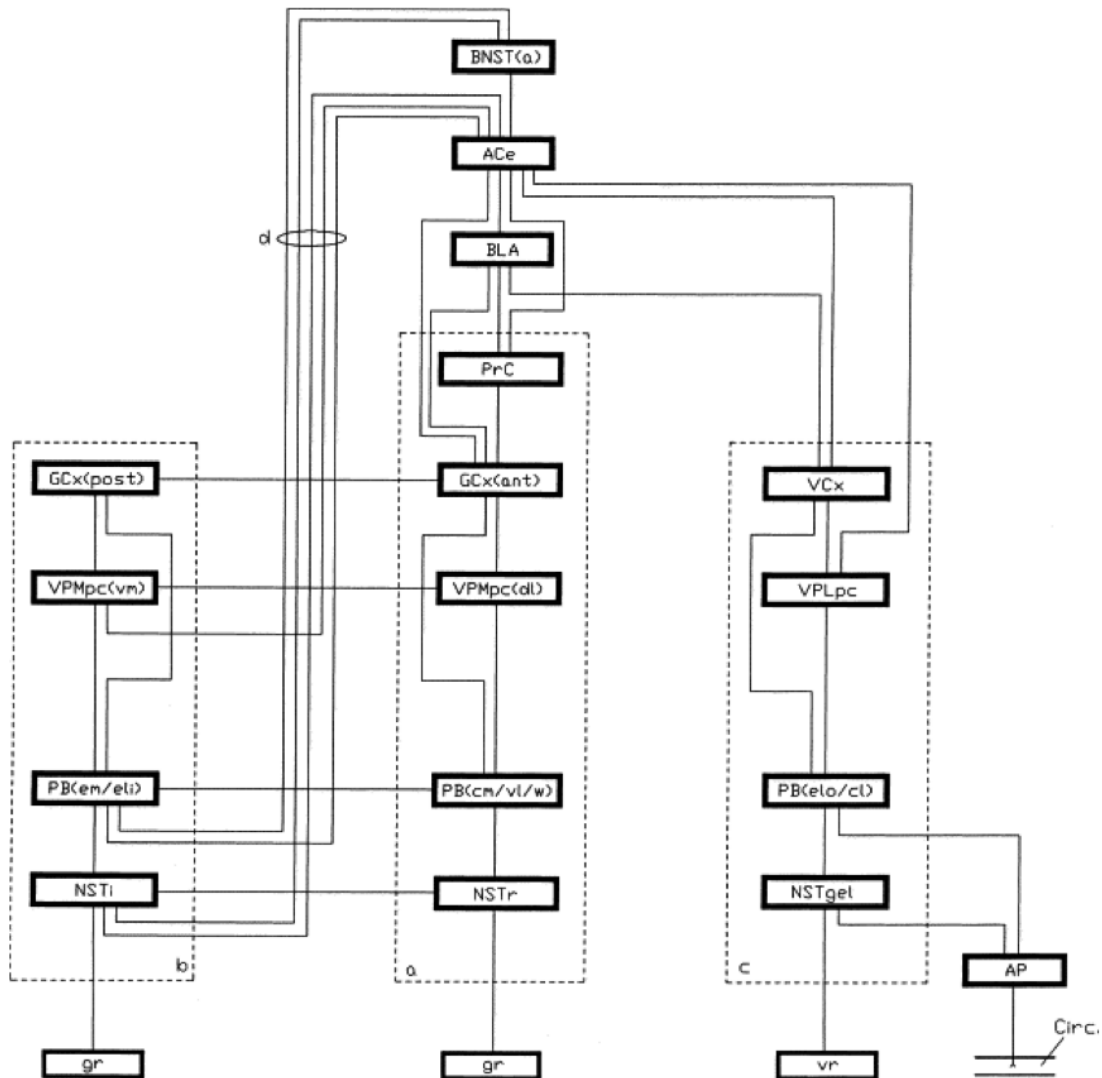 BNST(a)
ACe
d
BLA
PrC
GCx(post)
GCx(ant)
VCx
VPMpc(vm)
VPMpc(dl)
VPLpc
PB(em/eli)
PB(cm/vl/w)
PB(elo/cl)
NSTi
NSTr
NSTgel
b
a
c
AP
Circ.
gr
gr
vr